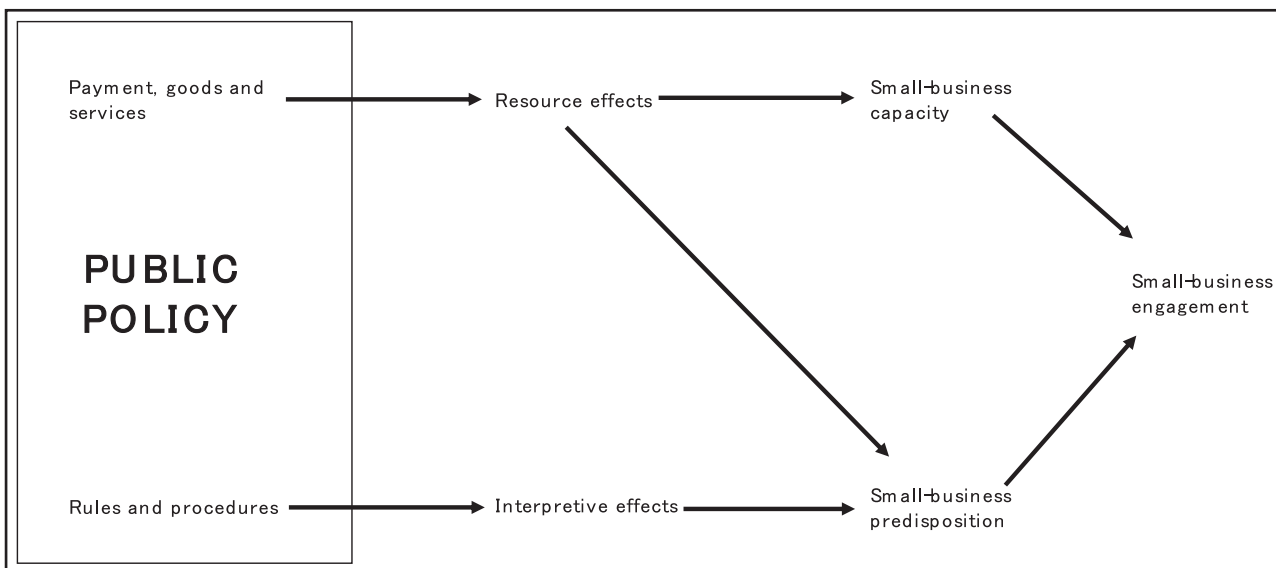 Payment, goods and
services
Resource effects
Small-business
capacity
PUBLIC
POLICY
Small-business
engagement
Rules and procedures
Interpretive effects
Small-business
predisposition